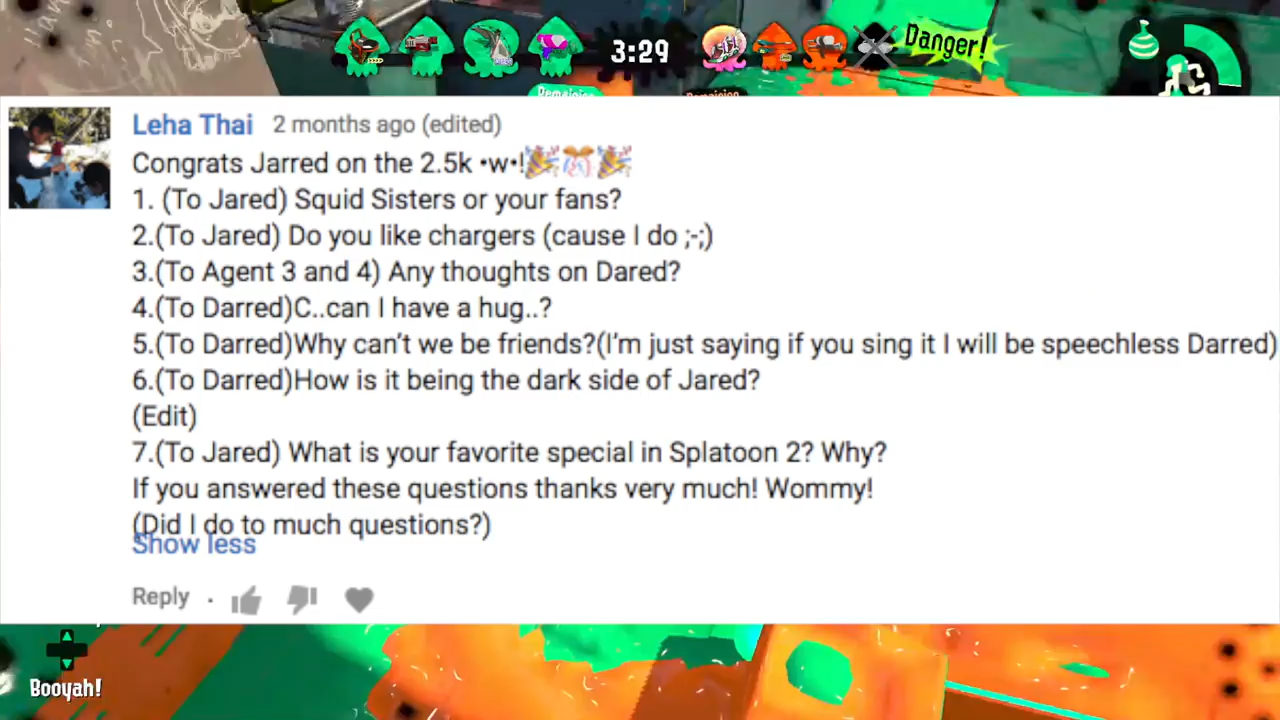 3:29
Danger!
Remaining
Remaining
Leha Thai 2 months ago (edited)
Congrats Jarred on the 2.5k •w•!🎉🎊🎉
1. (To Jared) Squid Sisters or your fans?
2.(To Jared) Do you like chargers (cause I do ;-;)
3.(To Agent 3 and 4) Any thoughts on Dared?
4.(To Darred)C..can I have a hug..?
5.(To Darred)Why can't we be friends?(I'm just saying if you sing it I will be speechless Darred)
6.(To Darred)How is it being the dark side of Jared?
(Edit)
7.(To Jared) What is your favorite special in Splatoon 2? Why?
If you answered these questions thanks very much! Wommy!
(Did I do to much questions?)
Show less
Reply
Booyah!